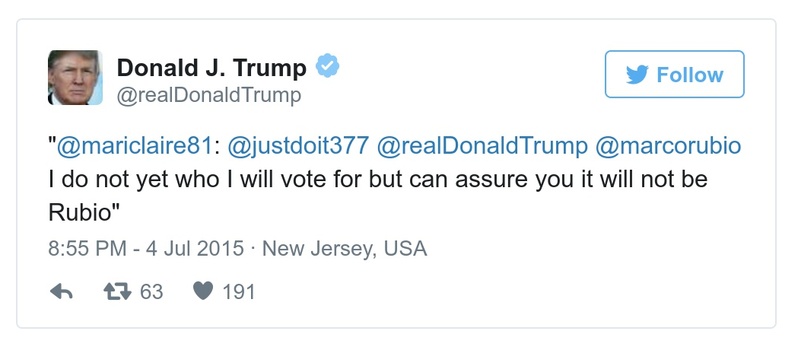 Donald J. Trump
@realDonaldTrump
Follow
"@mariclaire81: @justdoit377 @realDonaldTrump @marcorubio
I do not yet who I will vote for but can assure you it will not be
Rubio"
8:55 PM - 4 Jul 2015 · New Jersey, USA
63 191